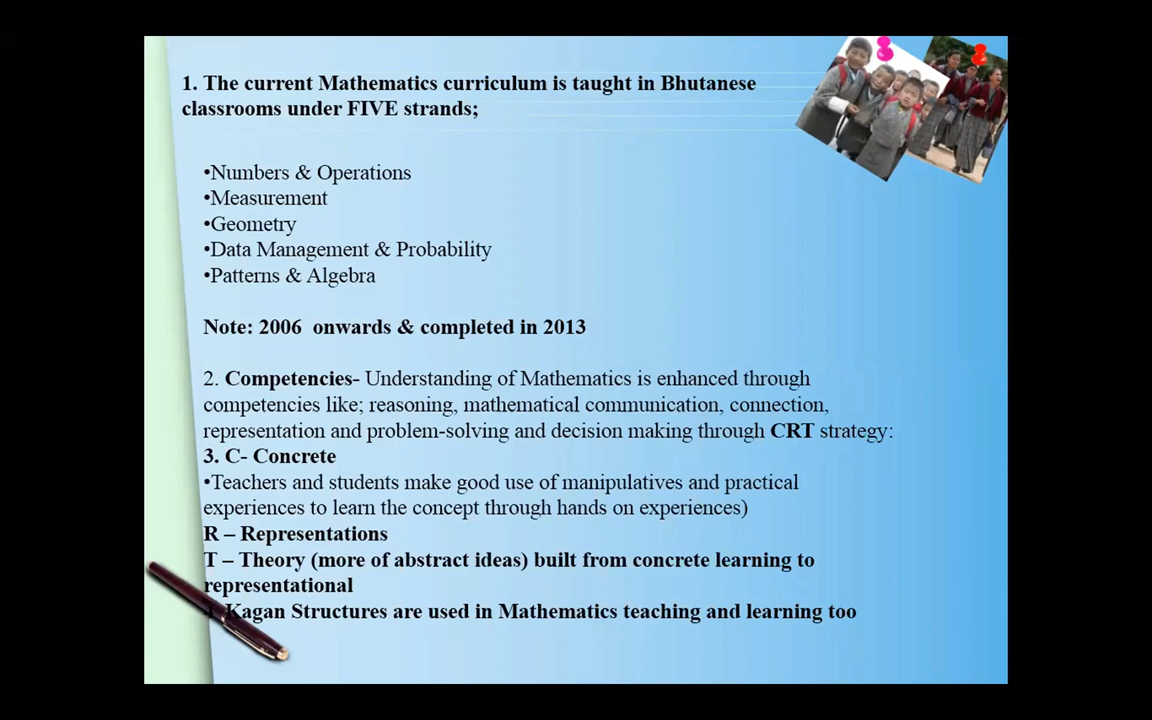 1. The current Mathematics curriculum is taught in Bhutanese
classrooms under FIVE strands;
•Numbers & Operations
•Measurement
•Geometry
•Data Management & Probability
•Patterns & Algebra
Note: 2006 onwards & completed in 2013
2. Competencies- Understanding of Mathematics is enhanced through
competencies like; reasoning, mathematical communication, connection,
representation and problem-solving and decision making through CRT strategy:
3. C- Concrete
•Teachers and students make good use of manipulatives and practical
experiences to learn the concept through hands on experiences)
R – Representations
T – Theory (more of abstract ideas) built from concrete learning to
representational
Kagan Structures are used in Mathematics teaching and learning too